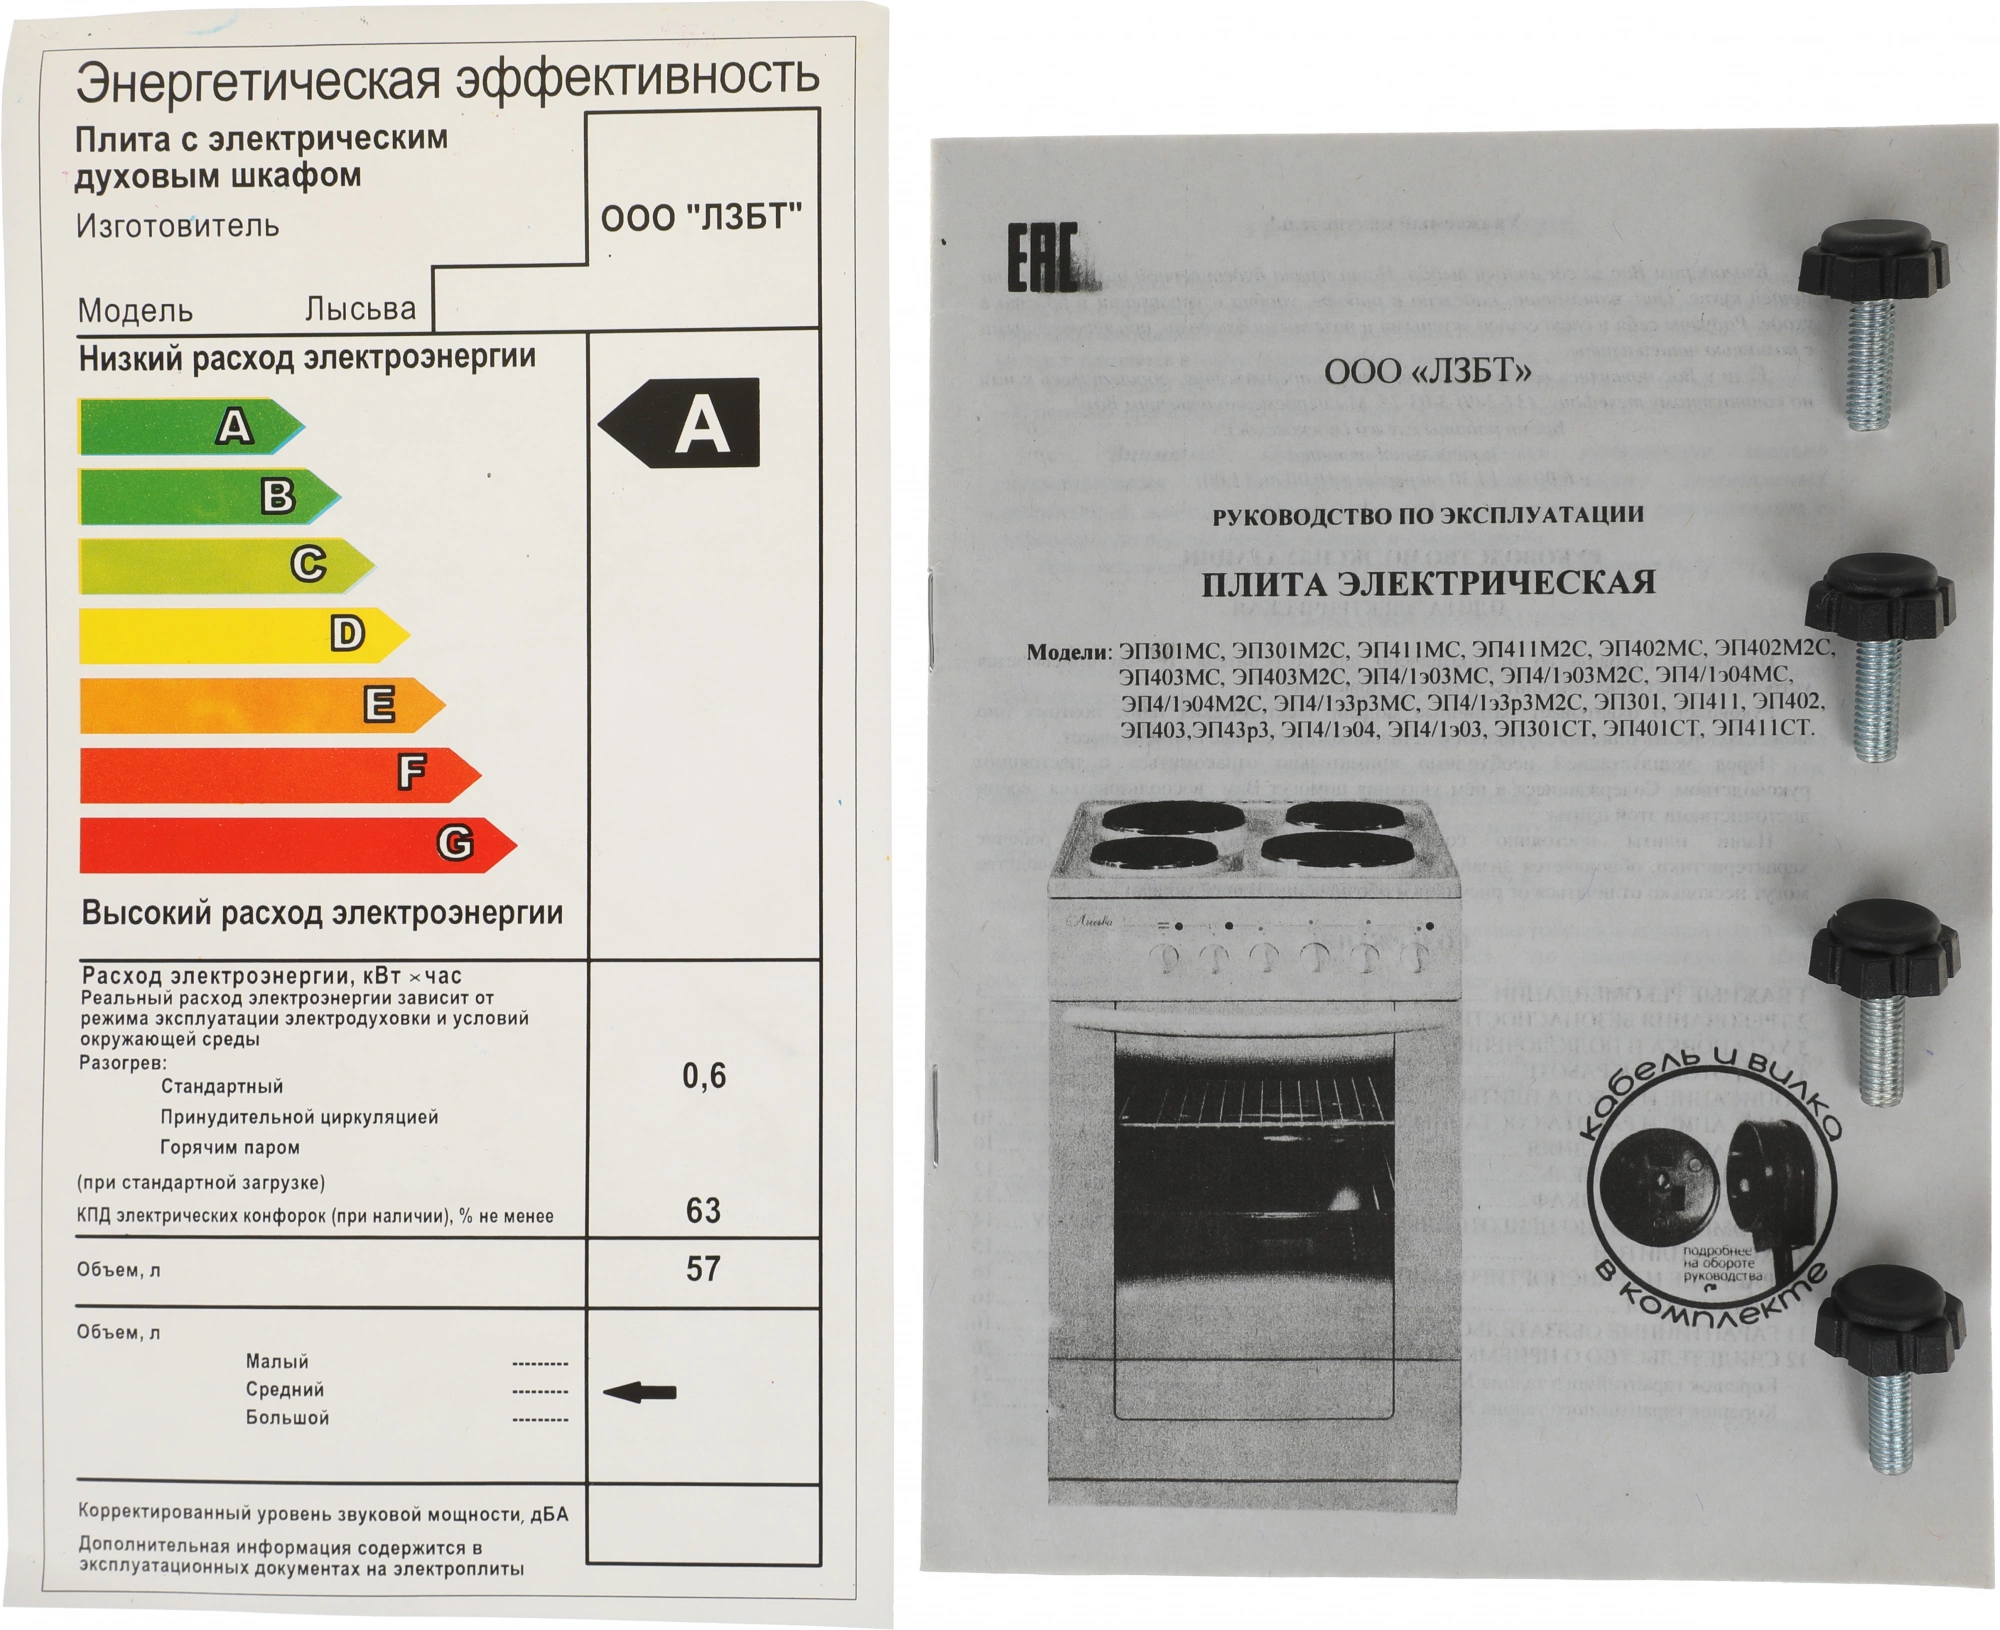 Энергетическая эффективность
Плита с электрическим
духовым шкафом
Изготовитель
ООО "ЛЗБТ"
Модель Лысьва
Низкий расход электроэнергии
A
A
B
C
D
E
F
G
Высокий расход электроэнергии
Расход электроэнергии, кВт ×час
Реальный расход электроэнергии зависит от
режима эксплуатации электродуховки и условий
окружающей среды
Разогрев:
Стандартный 0,6
Принудительной циркуляцией
Горячим паром
(при стандартной загрузке)
КПД электрических конфорок (при наличии), % не менее 63
Объем, л 57
Объем, л
Малый ---------
Средний ---------
Большой ---------
Корректированный уровень звуковой мощности, дБА
Дополнительная информация содержится в
эксплуатационных документах на электроплиты
ЕАС
ООО «ЛЗБТ»
РУКОВОДСТВО ПО ЭКСПЛУАТАЦИИ
ПЛИТА ЭЛЕКТРИЧЕСКАЯ
Модели: ЭП301МС, ЭП301М2С, ЭП411МС, ЭП411М2С, ЭП402МС, ЭП402М2С,
ЭП403МС, ЭП403М2С, ЭП4/1э03МС, ЭП4/1э03М2С, ЭП4/1э04МС,
ЭП4/1э04М2С, ЭП4/1э3р3МС, ЭП4/1э3р3М2С, ЭП301, ЭП411, ЭП402,
ЭП403,ЭП43р3, ЭП4/1э04, ЭП4/1э03, ЭП301СТ, ЭП401СТ, ЭП411СТ.
Лысьва
кабель и вилка
подробнее
на обороте
руководства
в комплекте